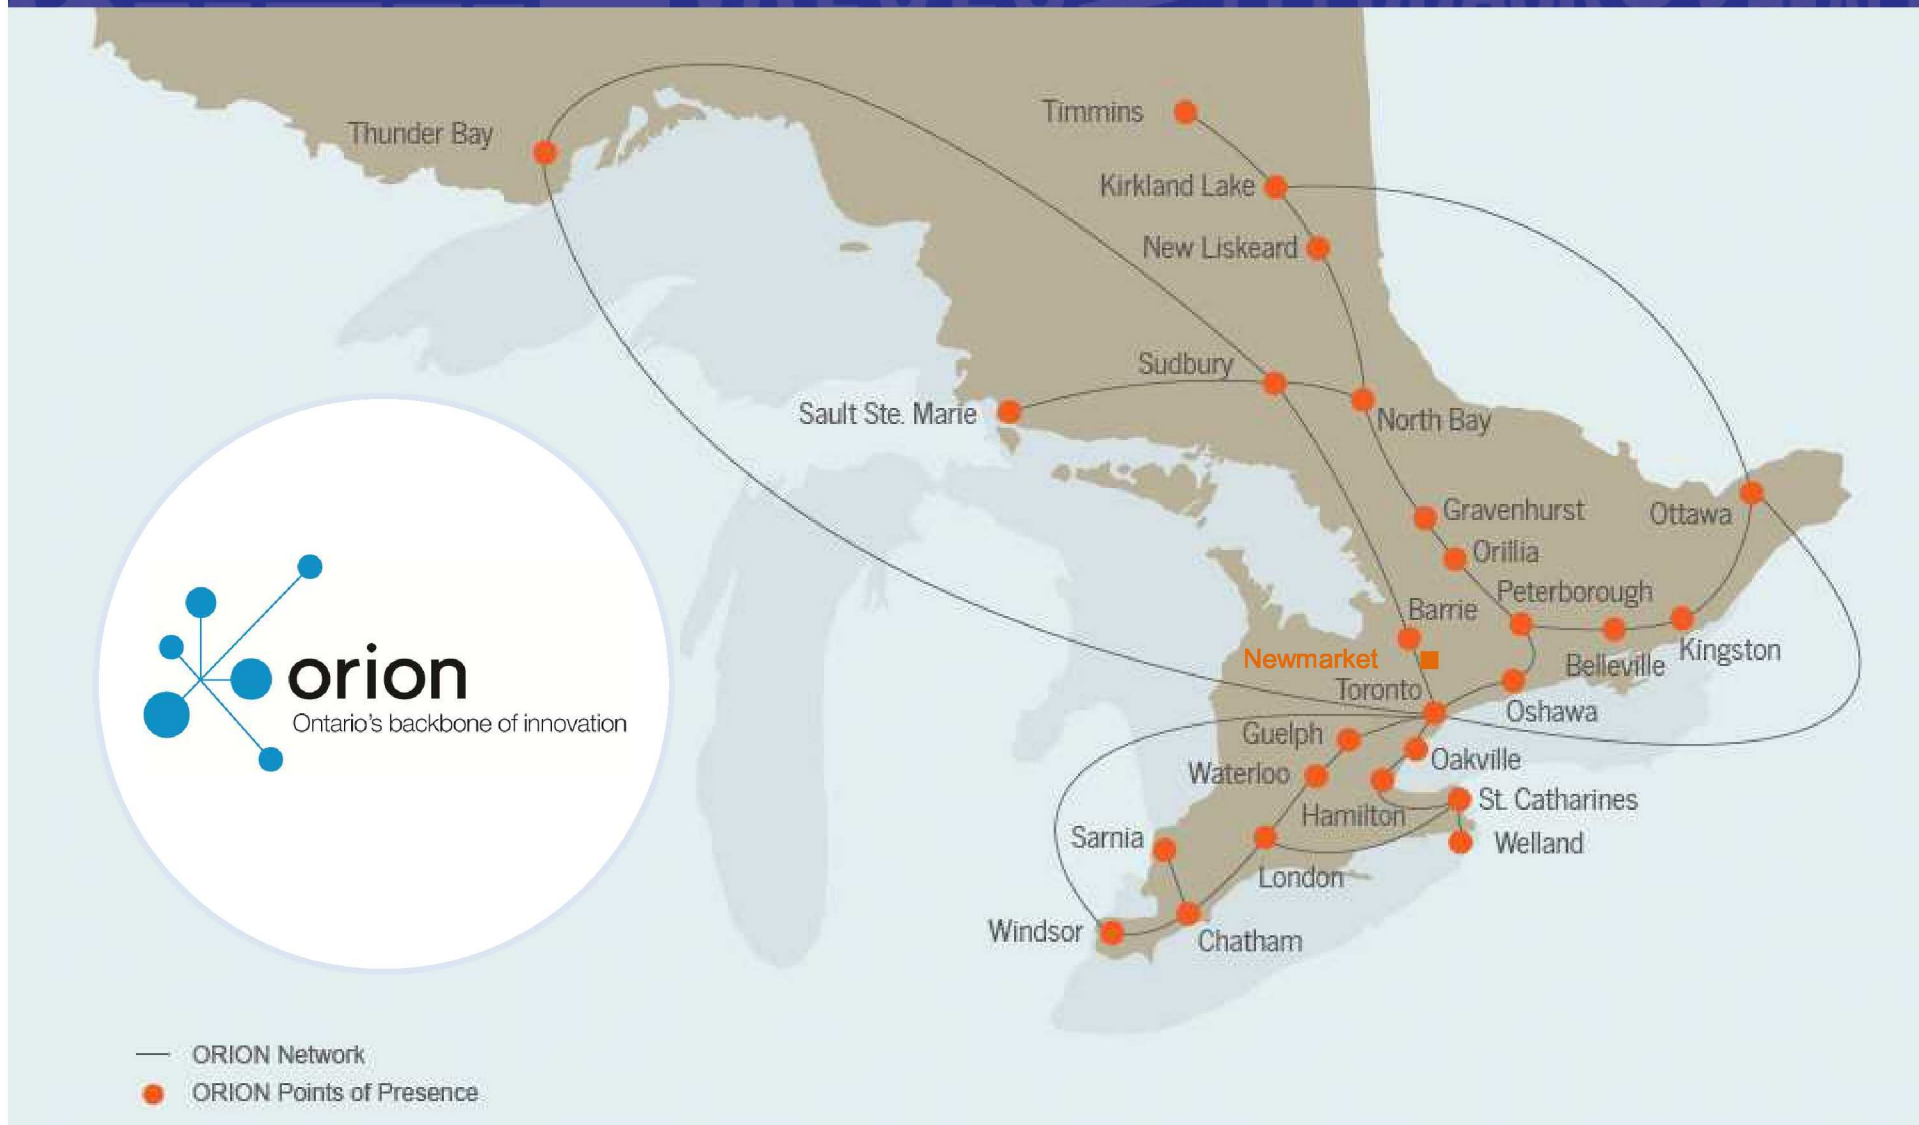 Timmins
Thunder Bay
Kirkland Lake
New Liskeard
Sudbury
Sault Ste. Marie
North Bay
Gravenhurst
Ottawa
Orillia
Peterborough
Barrie
Kingston
Newmarket
Belleville
Toronto
Oshawa
Guelph
Oakville
Waterloo
St. Catharines
Hamilton
Sarnia
Welland
London
Windsor
Chatham
orion
Ontario's backbone of innovation
ORION Network
ORION Points of Presence